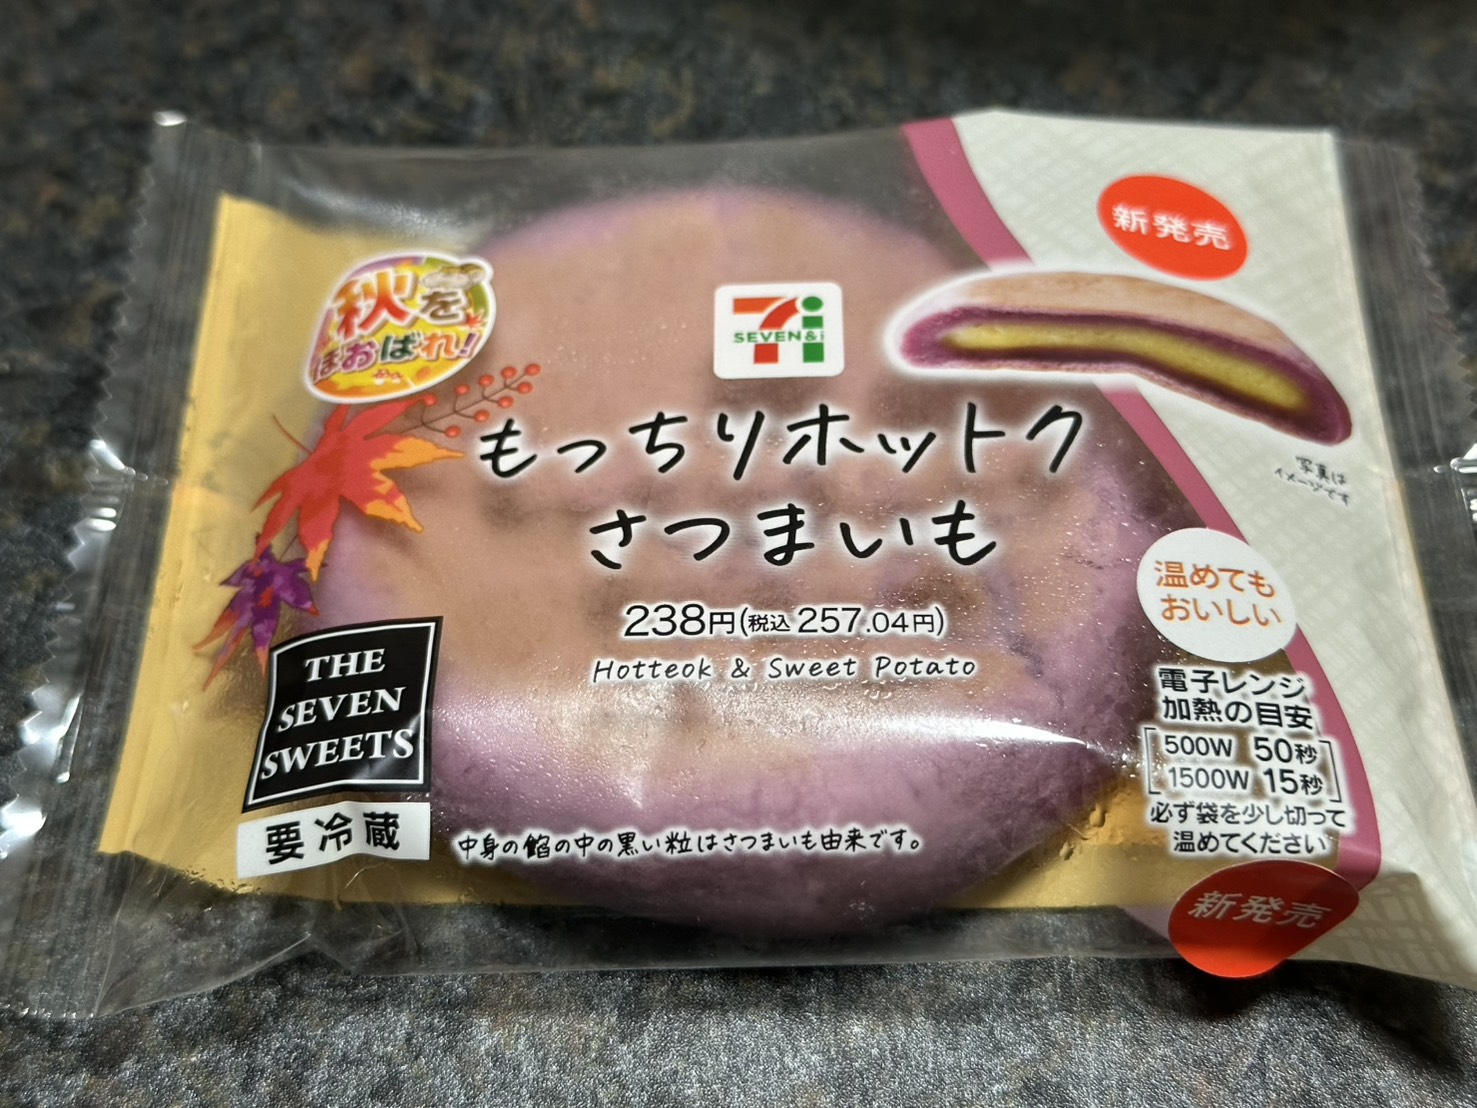 新発売
秋を
ほおばれ!
SEVEN&i
もっちりホットク
さつまいも
238円(税込257.04円)
Hotteok & Sweet Potato
写真は
イメージです
温めても
おいしい
THE
SEVEN
SWEETS
要冷蔵
電子レンジ
加熱の目安
500W 50秒
1500W 15秒
必ず袋を少し切って
温めてください
中身の餡の中の黒い粒はさつまいも由来です。
新発売